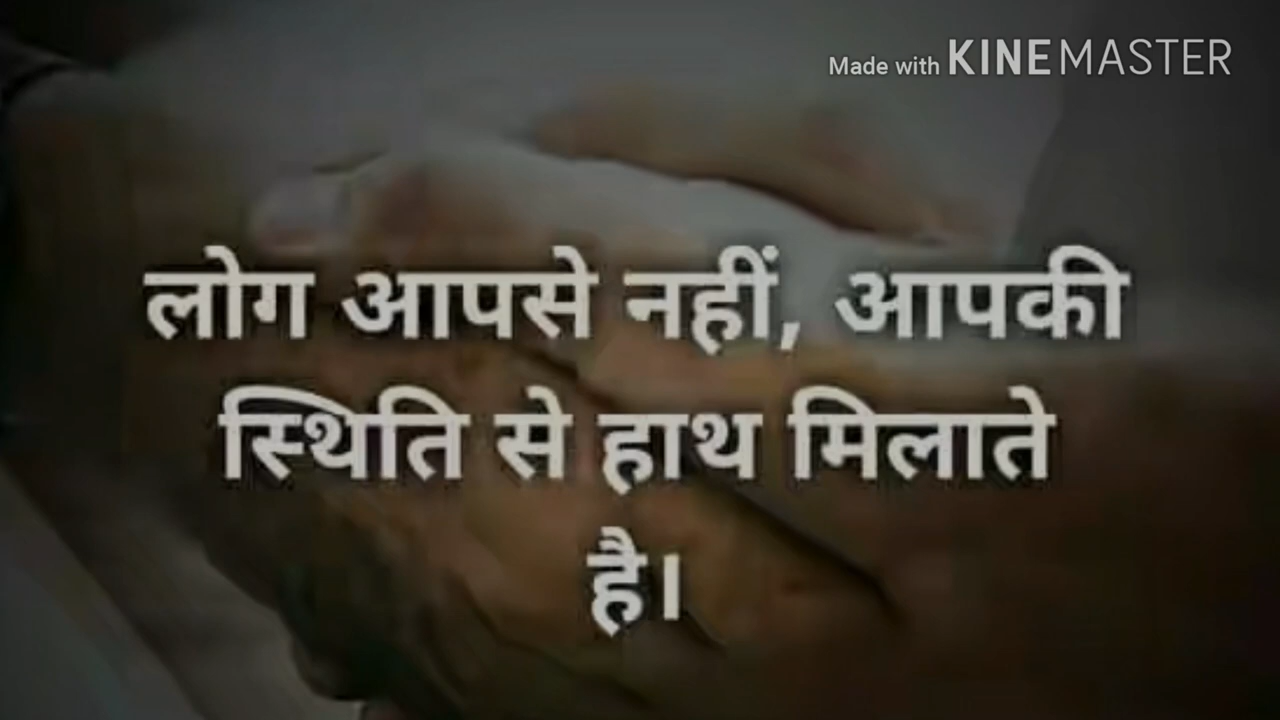 Made with KINEMASTER
लोग आपसे नहीं, आपकी
स्थिति से हाथ मिलाते
है।